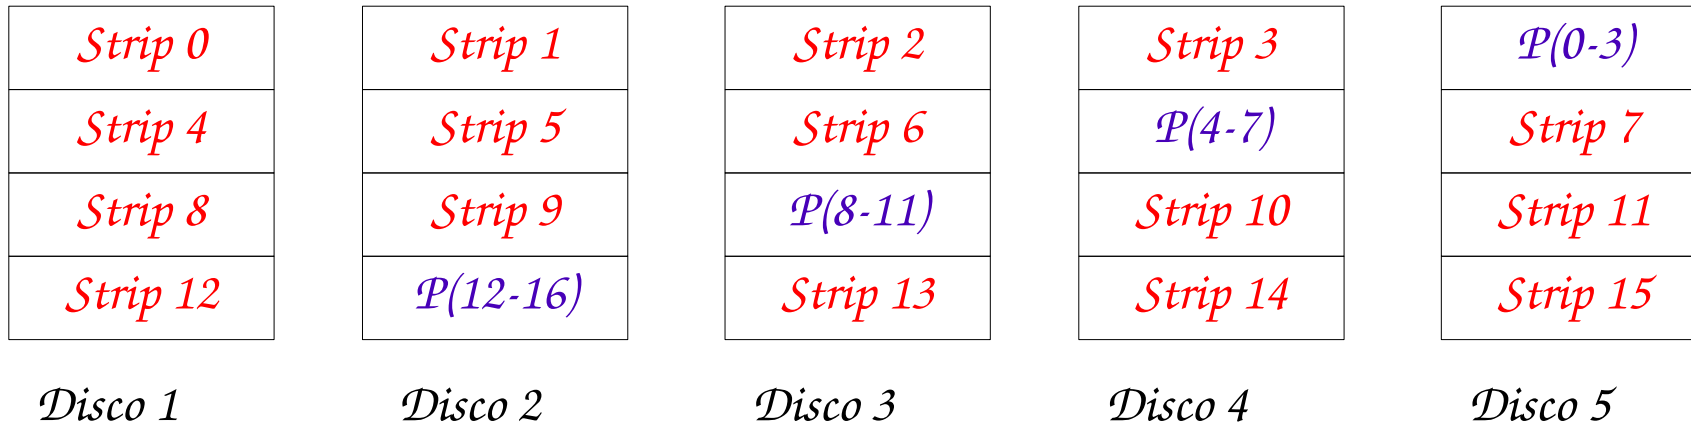 Strip 0 Strip 1 Strip 2 Strip 3 P(0-3)
Strip 4 Strip 5 Strip 6 P(4-7) Strip 7
Strip 8 Strip 9 P(8-11) Strip 10 Strip 11
Strip 12 P(12-16) Strip 13 Strip 14 Strip 15
Disco 1 Disco 2 Disco 3 Disco 4 Disco 5